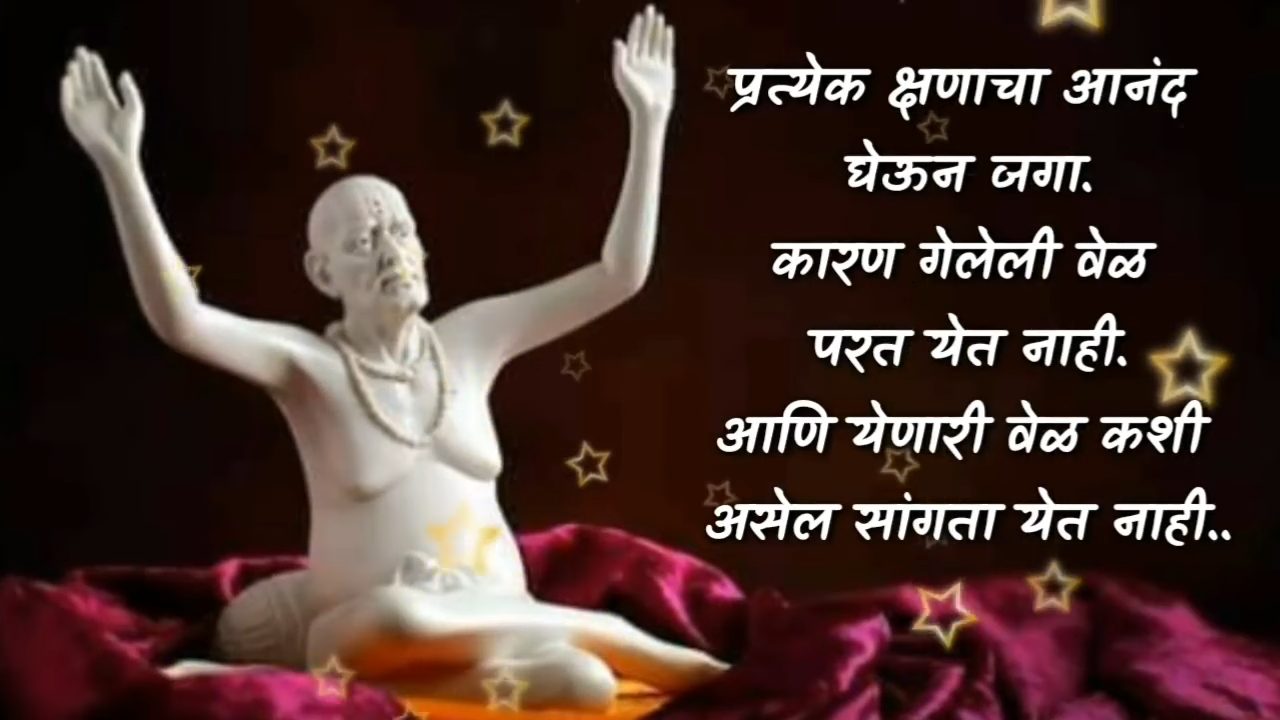 प्रत्येक क्षणाचा आनंद
घेऊन जगा.
कारण गेलेली वेळ
परत येत नाही.
आणि येणारी वेळ कशी
असेल सांगता येत नाही..